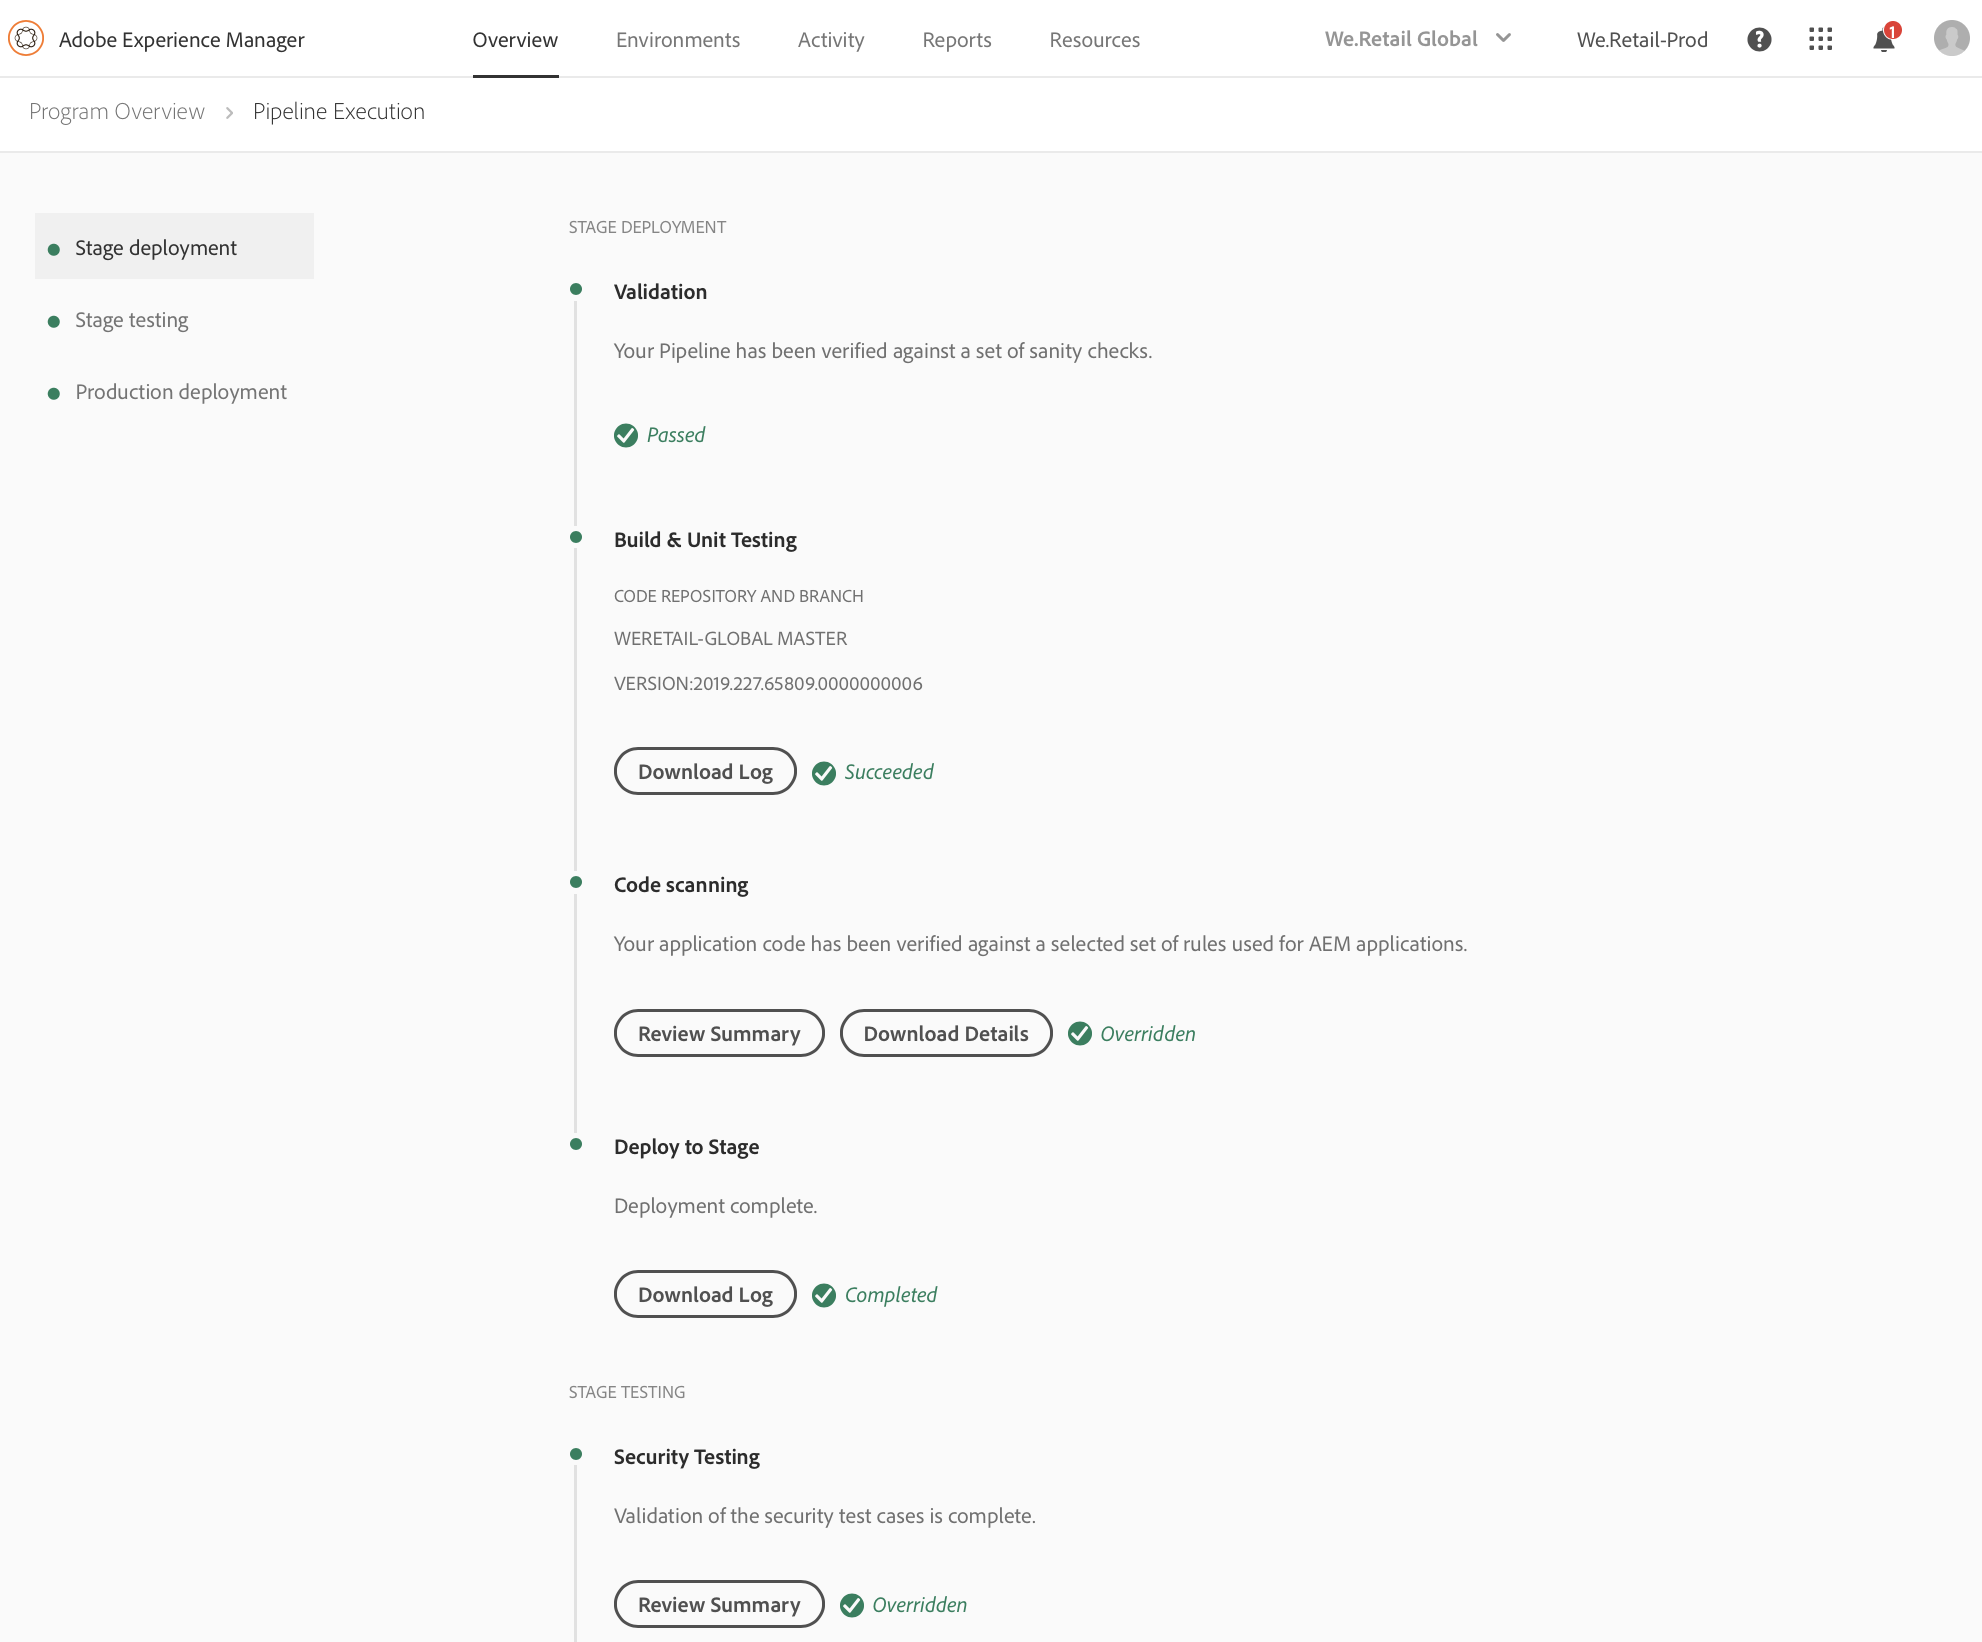 Adobe Experience Manager
Overview
Environments
Activity
Reports
Resources
We.Retail Global
We.Retail-Prod
?
1
Program Overview > Pipeline Execution
Stage deployment
Stage testing
Production deployment
STAGE DEPLOYMENT
Validation
Your Pipeline has been verified against a set of sanity checks.
Passed
Build & Unit Testing
CODE REPOSITORY AND BRANCH
WERETAIL-GLOBAL MASTER
VERSION:2019.227.65809.0000000006
Download Log Succeeded
Code scanning
Your application code has been verified against a selected set of rules used for AEM applications.
Review Summary Download Details Overridden
Deploy to Stage
Deployment complete.
Download Log Completed
STAGE TESTING
Security Testing
Validation of the security test cases is complete.
Review Summary Overridden